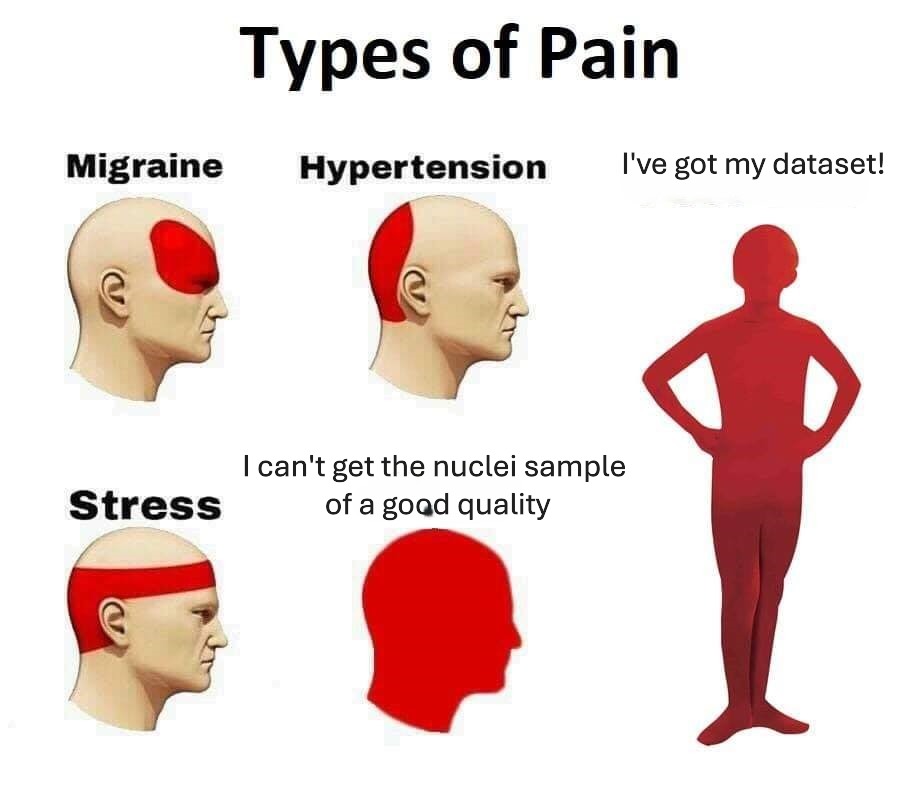 Types of Pain
Migraine
Hypertension
I've got my dataset!
Stress
I can't get the nuclei sample
of a good quality